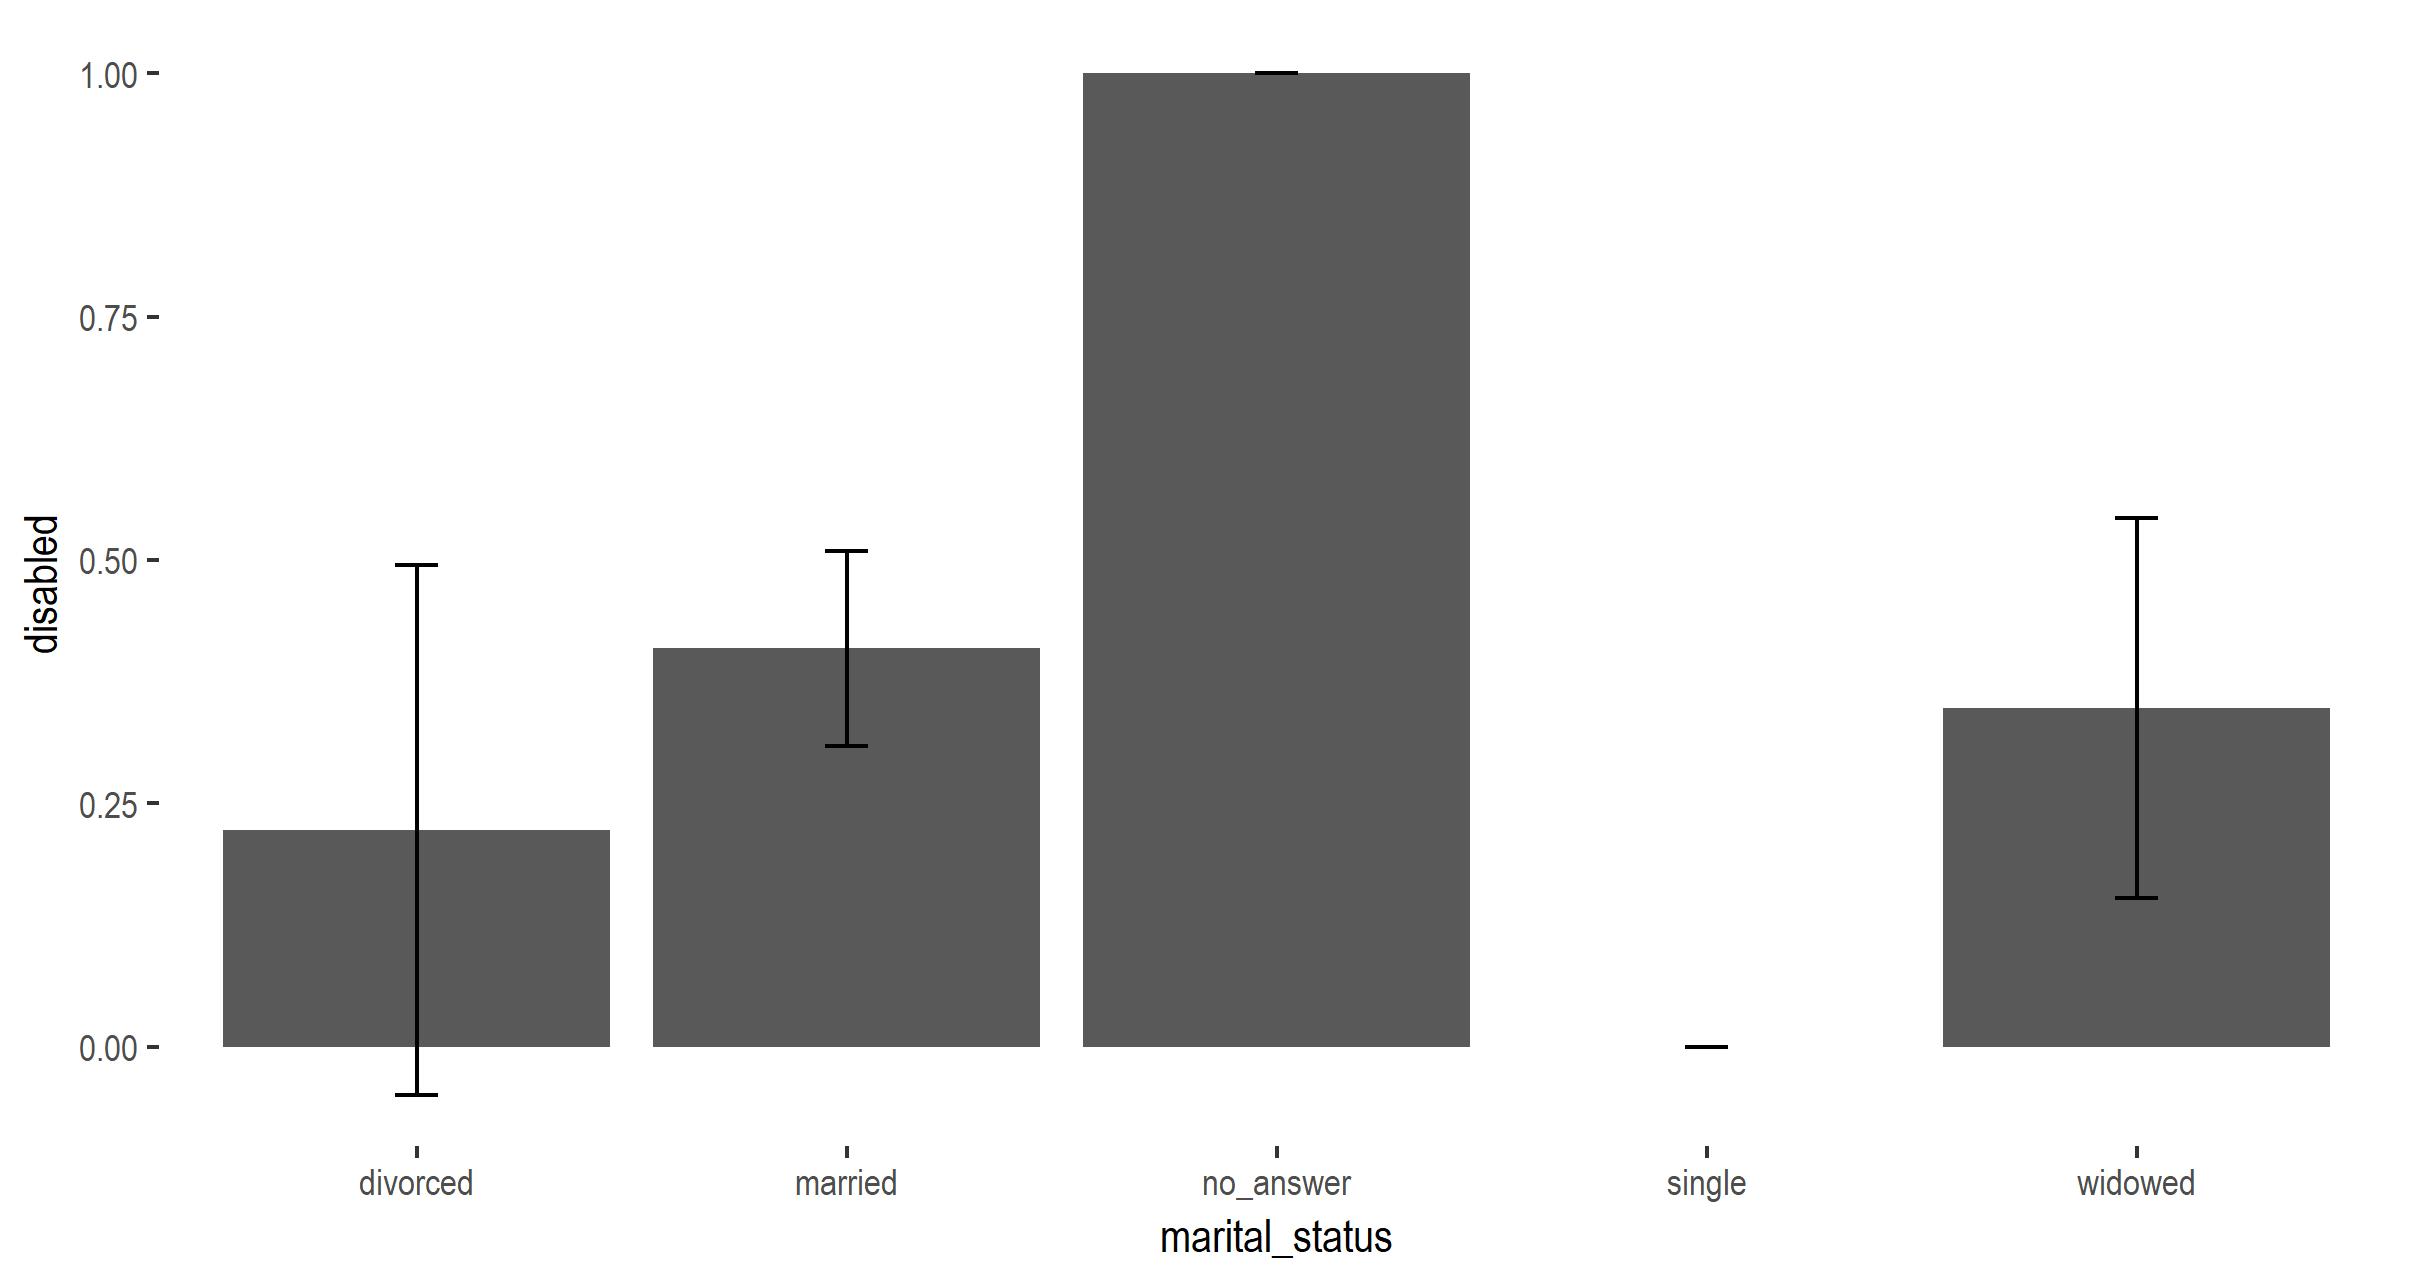 1.00
0.75
0.50
0.25
0.00
disabled
divorced married no_answer single widowed
marital_status